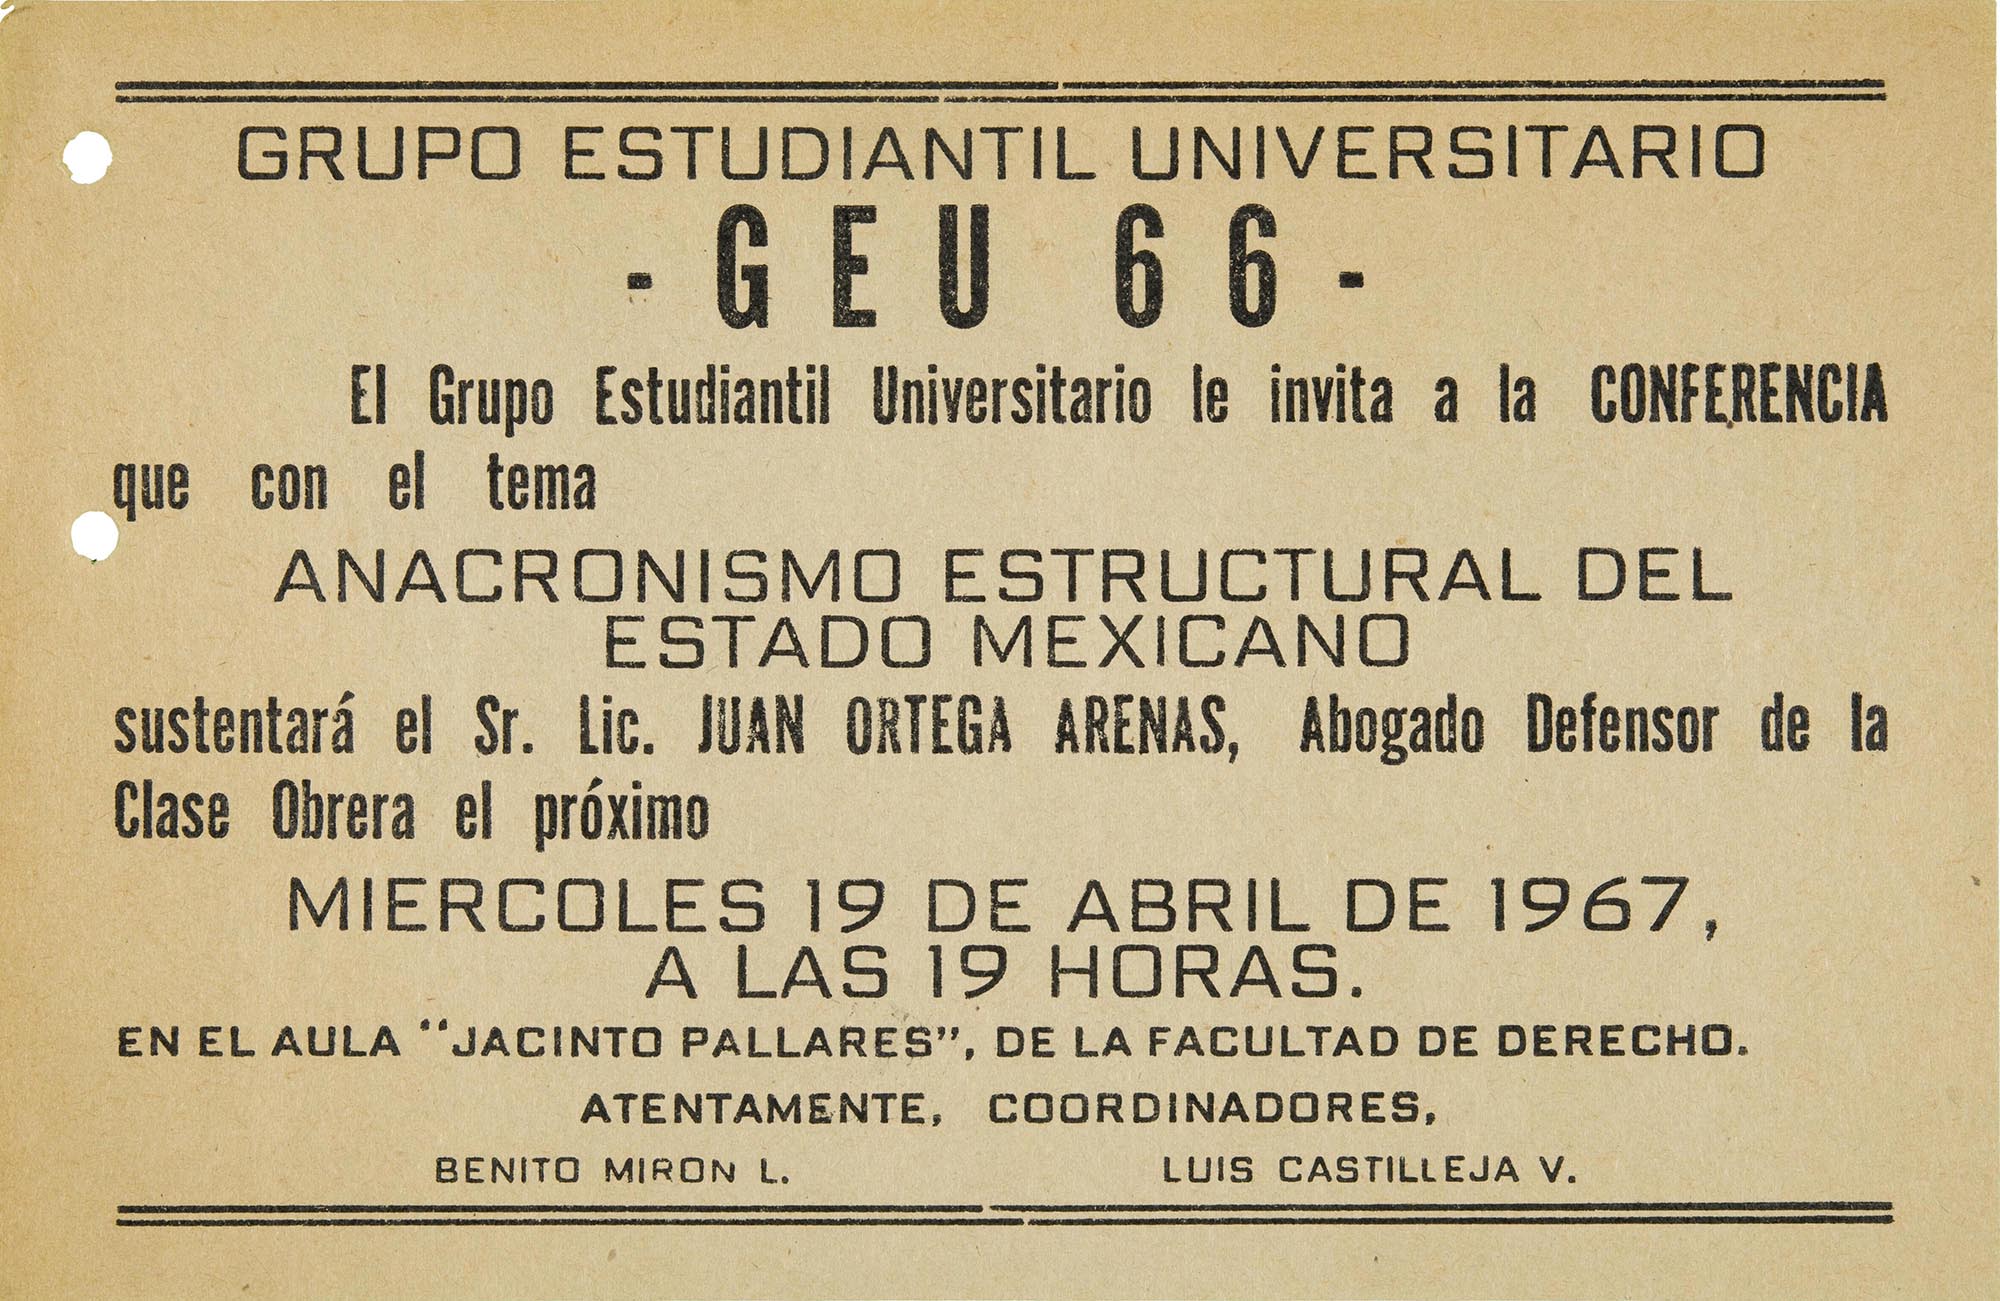 GRUPO ESTUDIANTIL UNIVERSITARIO
- GEU 66 -
El Grupo Estudiantil Universitario le invita a la CONFERENCIA
que con el tema
ANACRONISMO ESTRUCTURAL DEL
ESTADO MEXICANO
sustentará el Sr. Lic. JUAN ORTEGA ARENAS, Abogado Defensor de la
Clase Obrera el próximo
MIERCOLES 19 DE ABRIL DE 1967,
A LAS 19 HORAS.
EN EL AULA "JACINTO PALLARES", DE LA FACULTAD DE DERECHO.
ATENTAMENTE, COORDINADORES,
BENITO MIRON L. LUIS CASTILLEJA V.